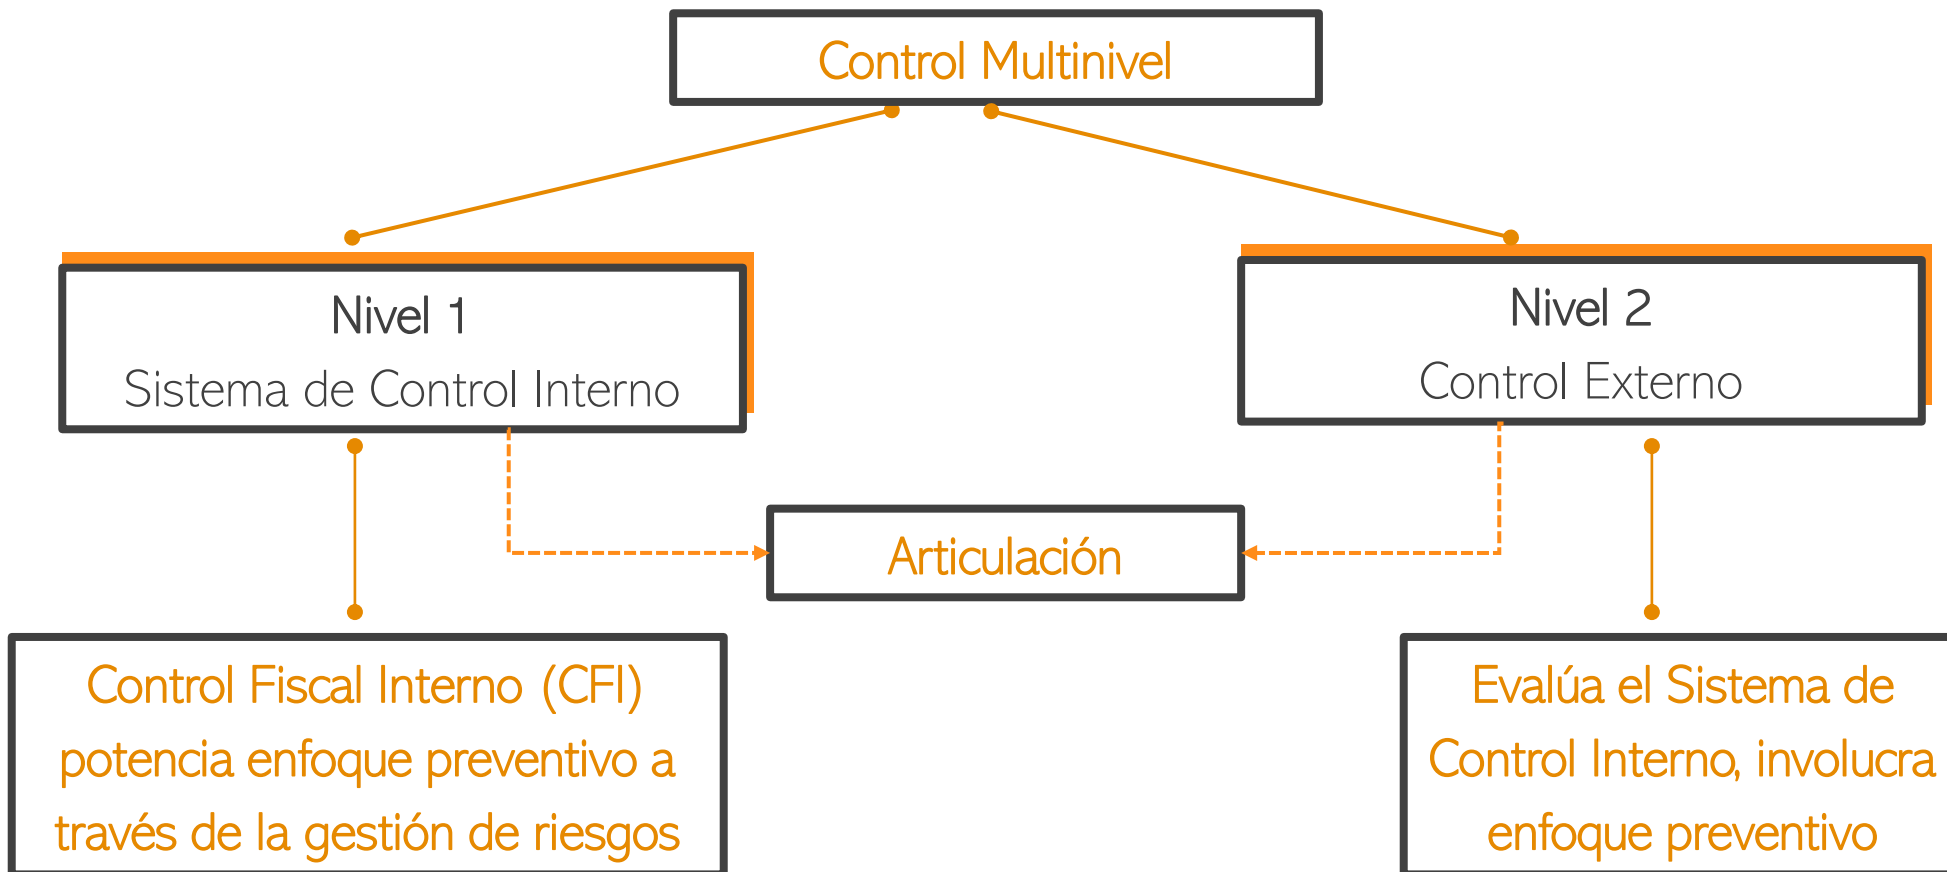 Control Multinivel
Nivel 1
Sistema de Control Interno
Nivel 2
Control Externo
Articulación
Control Fiscal Interno (CFI)
potencia enfoque preventivo a
través de la gestión de riesgos
Evalúa el Sistema de
Control Interno, involucra
enfoque preventivo